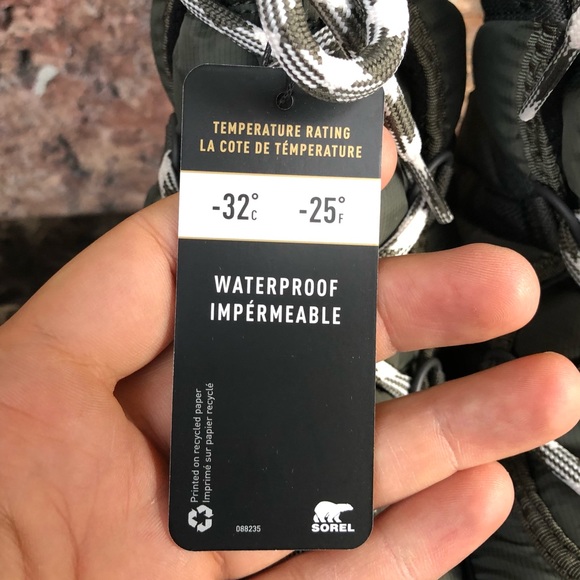 TEMPERATURE RATING
LA COTE DE TÉMPERATURE
-32°C -25°F
WATERPROOF
IMPÉRMEABLE
Printed on recycled paper
Imprimé sur papier recyclé
088235
SOREL